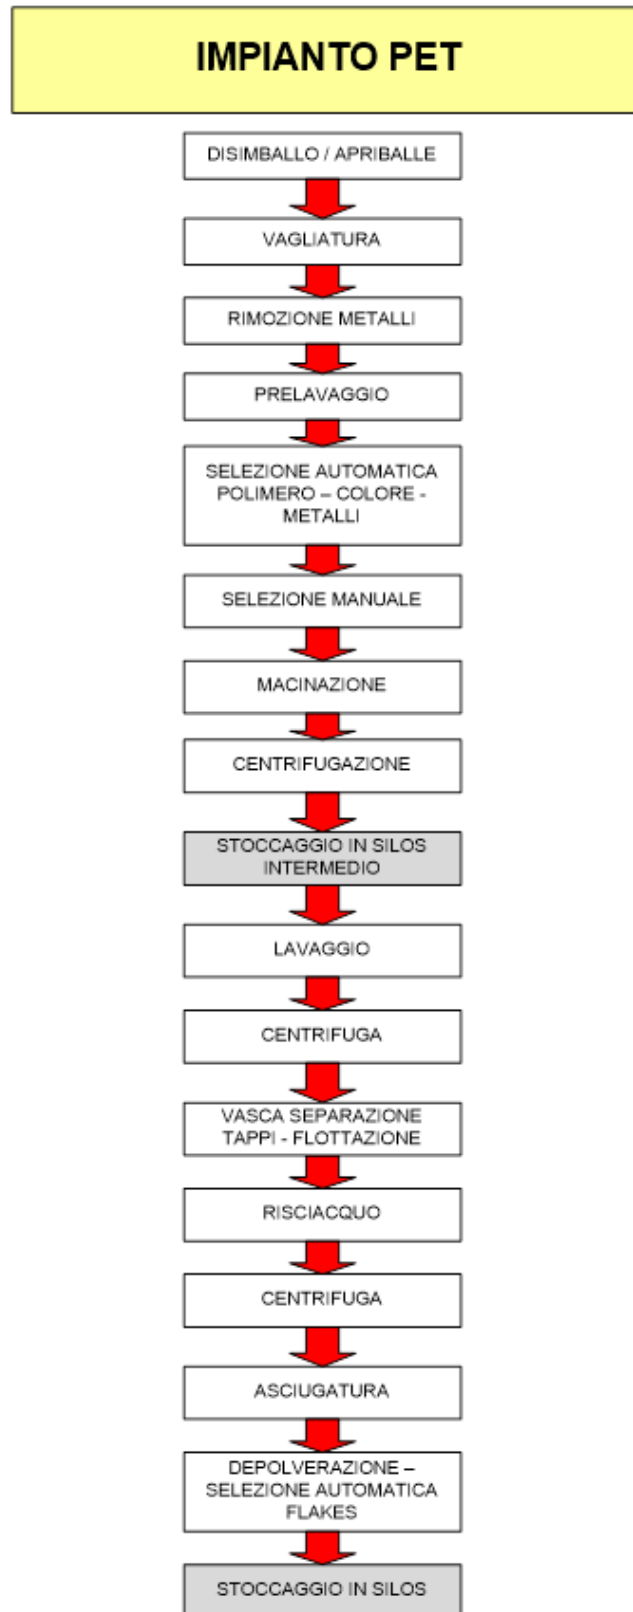 IMPIANTO PET
DISIMBALLO / APRIBALLE
VAGLIATURA
RIMOZIONE METALLI
PRELAVAGGIO
SELEZIONE AUTOMATICA
POLIMERO – COLORE -
METALLI
SELEZIONE MANUALE
MACINAZIONE
CENTRIFUGAZIONE
STOCCAGGIO IN SILOS
INTERMEDIO
LAVAGGIO
CENTRIFUGA
VASCA SEPARAZIONE
TAPPI - FLOTTAZIONE
RISCIACQUO
CENTRIFUGA
ASCIUGATURA
DEPOLVERAZIONE –
SELEZIONE AUTOMATICA
FLAKES
STOCCAGGIO IN SILOS